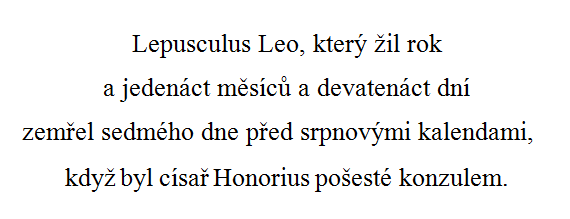 Lepusculus Leo, který žil rok
a jedenáct měsíců a devatenáct dní
zemřel sedmého dne před srpnovými kalendami,
když byl císař Honorius pošesté konzulem.